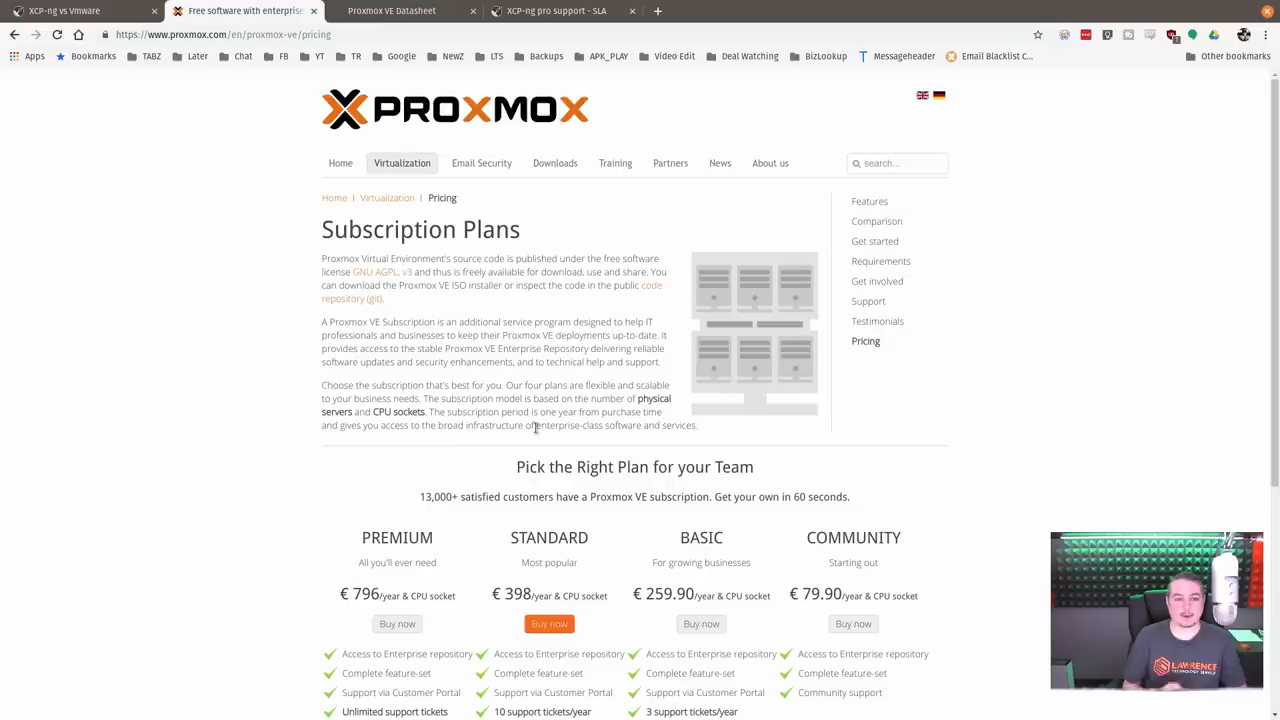 XCP-ng vs Vmware
Free software with enterprise
Proxmox VE Datasheet
XCP-ng pro support - SLA
https://www.proxmox.com/en/proxmox-ve/pricing
Apps
Bookmarks
TABZ
Later
Chat
FB
YT
TR
Google
NewZ
LTS
Backups
APK_PLAY
Video Edit
Deal Watching
BizLookup
Messageheader
Email Blacklist C...
Other bookmarks
PROXMOX
Home
Virtualization
Email Security
Downloads
Training
Partners
News
About us
search...
Home | Virtualization | Pricing
Subscription Plans
Proxmox Virtual Environment's source code is published under the free software
license GNU AGPL, v3 and thus is freely available for download, use and share. You
can download the Proxmox VE ISO installer or inspect the code in the public code
repository (git).
A Proxmox VE Subscription is an additional service program designed to help IT
professionals and businesses to keep their Proxmox VE deployments up-to-date. It
provides access to the stable Proxmox VE Enterprise Repository delivering reliable
software updates and security enhancements, and to technical help and support.
Choose the subscription that's best for you. Our four plans are flexible and scalable
to your business needs. The subscription model is based on the number of physical
servers and CPU sockets. The subscription period is one year from purchase time
and gives you access to the broad infrastructure of enterprise-class software and services.
Features
Comparison
Get started
Requirements
Get involved
Support
Testimonials
Pricing
Pick the Right Plan for your Team
13,000+ satisfied customers have a Proxmox VE subscription. Get your own in 60 seconds.
PREMIUM
All you'll ever need
€ 796/year & CPU socket
Buy now
Access to Enterprise repository
Complete feature-set
Support via Customer Portal
Unlimited support tickets
STANDARD
Most popular
€ 398/year & CPU socket
Buy now
Access to Enterprise repository
Complete feature-set
Support via Customer Portal
10 support tickets/year
BASIC
For growing businesses
€ 259.90/year & CPU socket
Buy now
Access to Enterprise repository
Complete feature-set
Support via Customer Portal
3 support tickets/year
COMMUNITY
Starting out
€ 79.90/year & CPU socket
Buy now
Access to Enterprise repository
Complete feature-set
Community support
LAWRENCE
TECHNOLOGY SERVICES